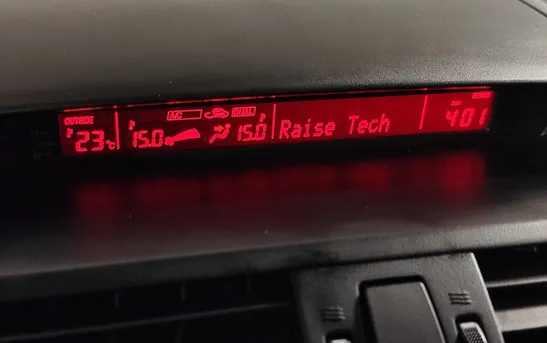 OUTSIDE
23°C
A/C DUAL
15.0 15.0
Raise Tech
4:01